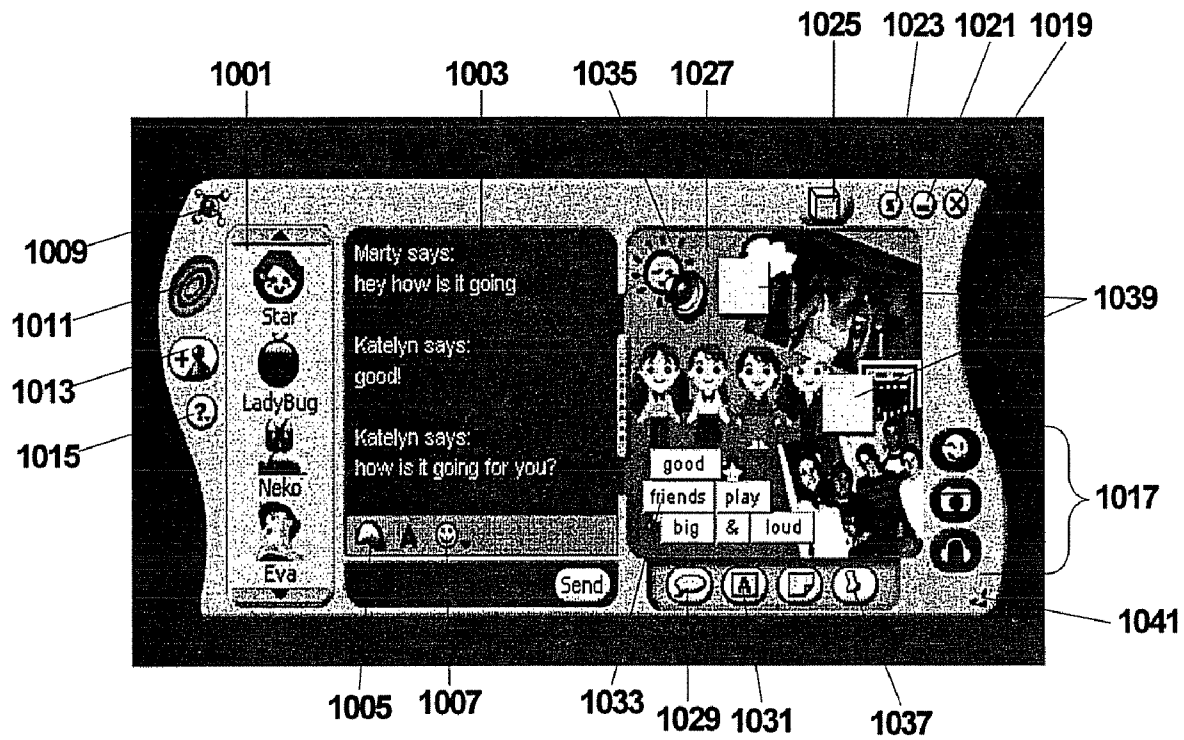 1025 1023 1021 1019
1001 1003 1035 1027
1009
1011
1013
1015
Star
LadyBug
Neko
Eva
Marty says:
hey how is it going
Katelyn says:
good!
Katelyn says:
how is it going for you?
A
Send
good
friends play
big & loud
A
+
?
1039
1017
1041
1005 1007 1033 1029 1031 1037